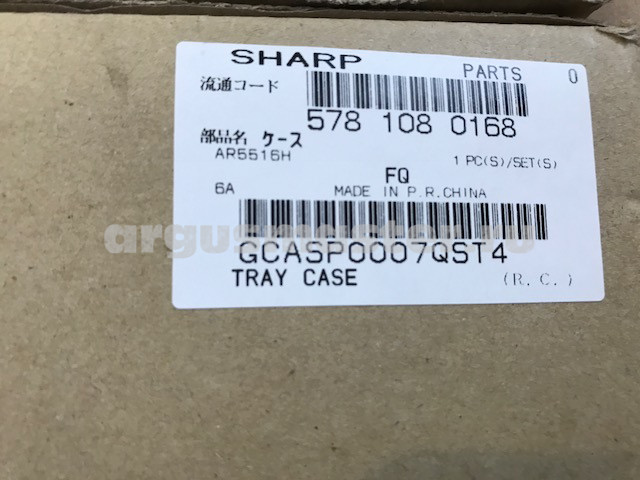 SHARP
PARTS 0
流通コード
578 108 0168
部品名 ケース
AR5516H
1 PC(S)/SET(S)
FQ
6A MADE IN P.R.CHINA
GCASP0007QST4
TRAY CASE (R.C.)